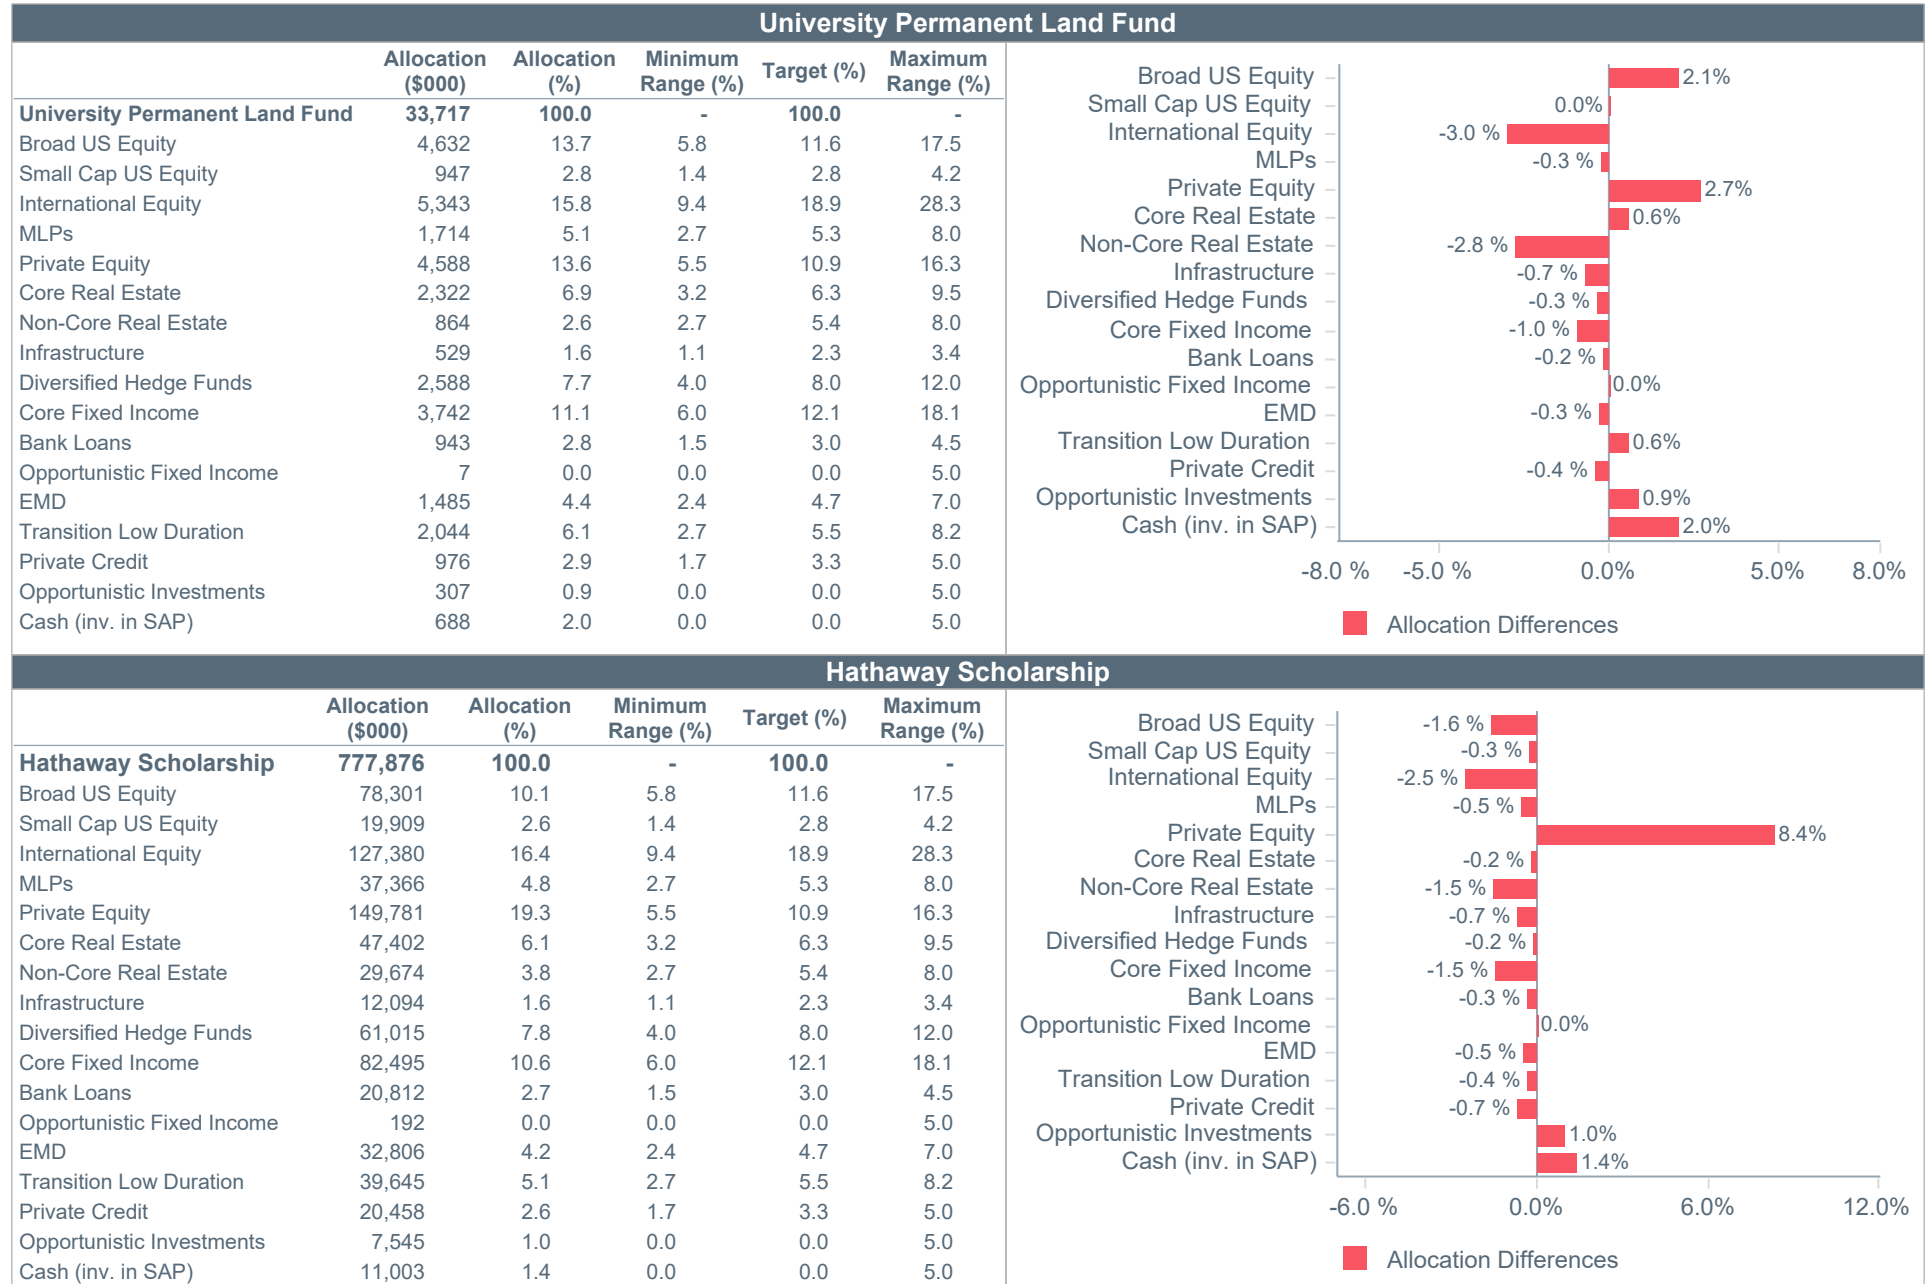 University Permanent Land Fund
Allocation ($000) Allocation (%) Minimum Range (%) Target (%) Maximum Range (%)
University Permanent Land Fund 33,717 100.0 - 100.0 -
Broad US Equity 4,632 13.7 5.8 11.6 17.5
Small Cap US Equity 947 2.8 1.4 2.8 4.2
International Equity 5,343 15.8 9.4 18.9 28.3
MLPs 1,714 5.1 2.7 5.3 8.0
Private Equity 4,588 13.6 5.5 10.9 16.3
Core Real Estate 2,322 6.9 3.2 6.3 9.5
Non-Core Real Estate 864 2.6 2.7 5.4 8.0
Infrastructure 529 1.6 1.1 2.3 3.4
Diversified Hedge Funds 2,588 7.7 4.0 8.0 12.0
Core Fixed Income 3,742 11.1 6.0 12.1 18.1
Bank Loans 943 2.8 1.5 3.0 4.5
Opportunistic Fixed Income 7 0.0 0.0 0.0 5.0
EMD 1,485 4.4 2.4 4.7 7.0
Transition Low Duration 2,044 6.1 2.7 5.5 8.2
Private Credit 976 2.9 1.7 3.3 5.0
Opportunistic Investments 307 0.9 0.0 0.0 5.0
Cash (inv. in SAP) 688 2.0 0.0 0.0 5.0
Broad US Equity 2.1%
Small Cap US Equity 0.0%
International Equity -3.0 %
MLPs -0.3 %
Private Equity 2.7%
Core Real Estate 0.6%
Non-Core Real Estate -2.8 %
Infrastructure -0.7 %
Diversified Hedge Funds -0.3 %
Core Fixed Income -1.0 %
Bank Loans -0.2 %
Opportunistic Fixed Income 0.0%
EMD -0.3 %
Transition Low Duration 0.6%
Private Credit -0.4 %
Opportunistic Investments 0.9%
Cash (inv. in SAP) 2.0%
-8.0 % -5.0 % 0.0% 5.0% 8.0%
Allocation Differences
Hathaway Scholarship
Allocation ($000) Allocation (%) Minimum Range (%) Target (%) Maximum Range (%)
Hathaway Scholarship 777,876 100.0 - 100.0 -
Broad US Equity 78,301 10.1 5.8 11.6 17.5
Small Cap US Equity 19,909 2.6 1.4 2.8 4.2
International Equity 127,380 16.4 9.4 18.9 28.3
MLPs 37,366 4.8 2.7 5.3 8.0
Private Equity 149,781 19.3 5.5 10.9 16.3
Core Real Estate 47,402 6.1 3.2 6.3 9.5
Non-Core Real Estate 29,674 3.8 2.7 5.4 8.0
Infrastructure 12,094 1.6 1.1 2.3 3.4
Diversified Hedge Funds 61,015 7.8 4.0 8.0 12.0
Core Fixed Income 82,495 10.6 6.0 12.1 18.1
Bank Loans 20,812 2.7 1.5 3.0 4.5
Opportunistic Fixed Income 192 0.0 0.0 0.0 5.0
EMD 32,806 4.2 2.4 4.7 7.0
Transition Low Duration 39,645 5.1 2.7 5.5 8.2
Private Credit 20,458 2.6 1.7 3.3 5.0
Opportunistic Investments 7,545 1.0 0.0 0.0 5.0
Cash (inv. in SAP) 11,003 1.4 0.0 0.0 5.0
Broad US Equity -1.6 %
Small Cap US Equity -0.3 %
International Equity -2.5 %
MLPs -0.5 %
Private Equity 8.4%
Core Real Estate -0.2 %
Non-Core Real Estate -1.5 %
Infrastructure -0.7 %
Diversified Hedge Funds -0.2 %
Core Fixed Income -1.5 %
Bank Loans -0.3 %
Opportunistic Fixed Income 0.0%
EMD -0.5 %
Transition Low Duration -0.4 %
Private Credit -0.7 %
Opportunistic Investments 1.0%
Cash (inv. in SAP) 1.4%
-6.0 % 0.0% 6.0% 12.0%
Allocation Differences